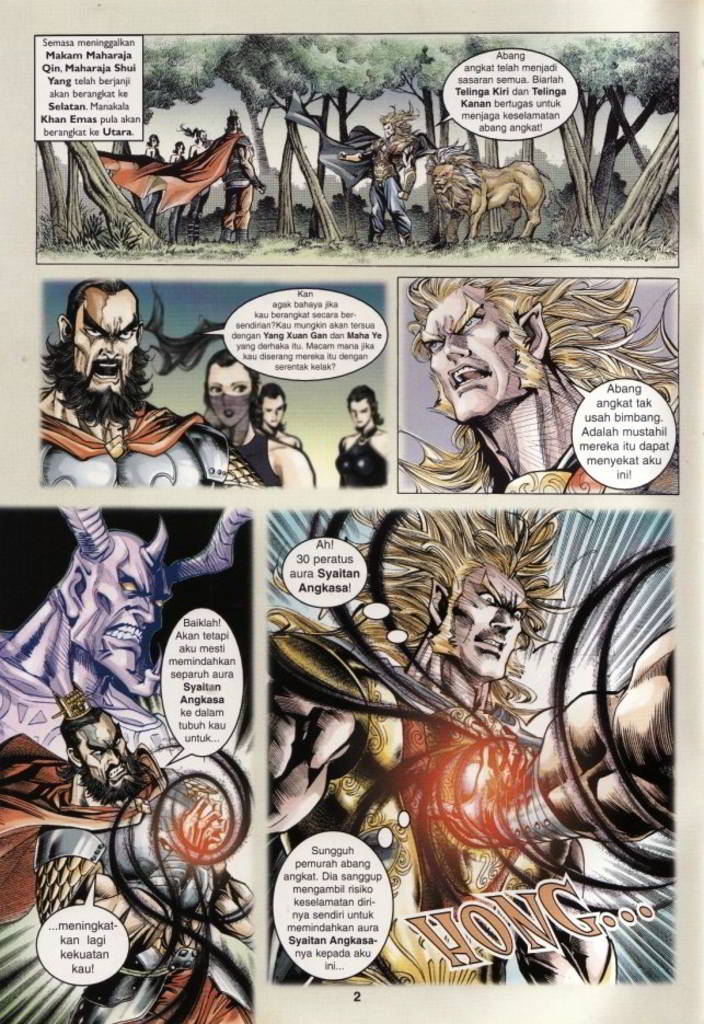 Semasa meninggalkan
Makam Maharaja
Qin, Maharaja Shui
Yang telah berjanji
akan berangkat ke
Selatan. Manakala
Khan Emas pula akan
berangkat ke Utara.
Abang
angkat telah menjadi
sasaran semua. Biarlah
Telinga Kiri dan Telinga
Kanan bertugas untuk
menjaga keselamatan
abang angkat!
Kan
agak bahaya jika
kau berangkat secara ber-
sendirian?Kau mungkin akan tersua
dengan Yang Xuan Gan dan Maha Ye
yang derhaka itu. Macam mana jika
kau diserang mereka itu dengan
serentak kelak?
Abang
angkat tak
usah bimbang.
Adalah mustahil
mereka itu dapat
menyekat aku
ini!
Baiklah!
Akan tetapi
aku mesti
memindahkan
separuh aura
Syaitan
Angkasa
ke dalam
tubuh kau
untuk...
...meningkat-
kan lagi
kekuatan
kau!
Ah!
30 peratus
aura Syaitan
Angkasa!
Sungguh
pemurah abang
angkat. Dia sanggup
mengambil risiko
keselamatan diri-
nya sendiri untuk
memindahkan aura
Syaitan Angkasa-
nya kepada aku
ini...
HONG...
2